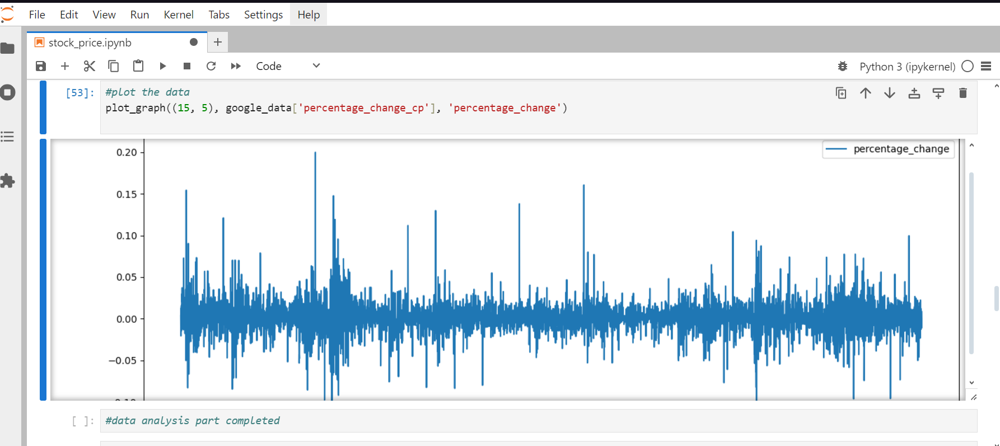 File Edit View Run Kernel Tabs Settings Help
stock_price.ipynb
Code
Python 3 (ipykernel)
[53]:
#plot the data
plot_graph((15, 5), google_data['percentage_change_cp'], 'percentage_change')
percentage_change
0.20
0.15
0.10
0.05
0.00
−0.05
[ ]:
#data analysis part completed